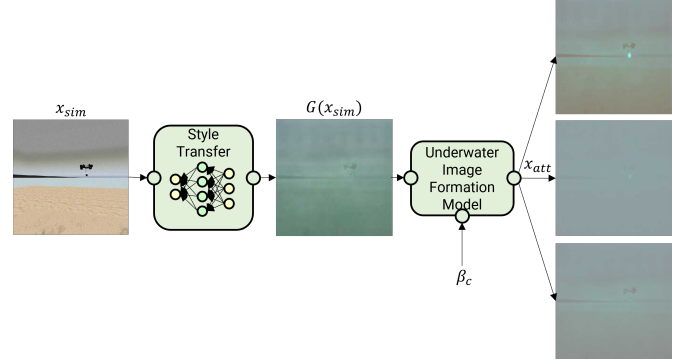 x_sim
Style
Transfer
G(x_sim)
Underwater
Image
Formation
Model
x_att
β_c